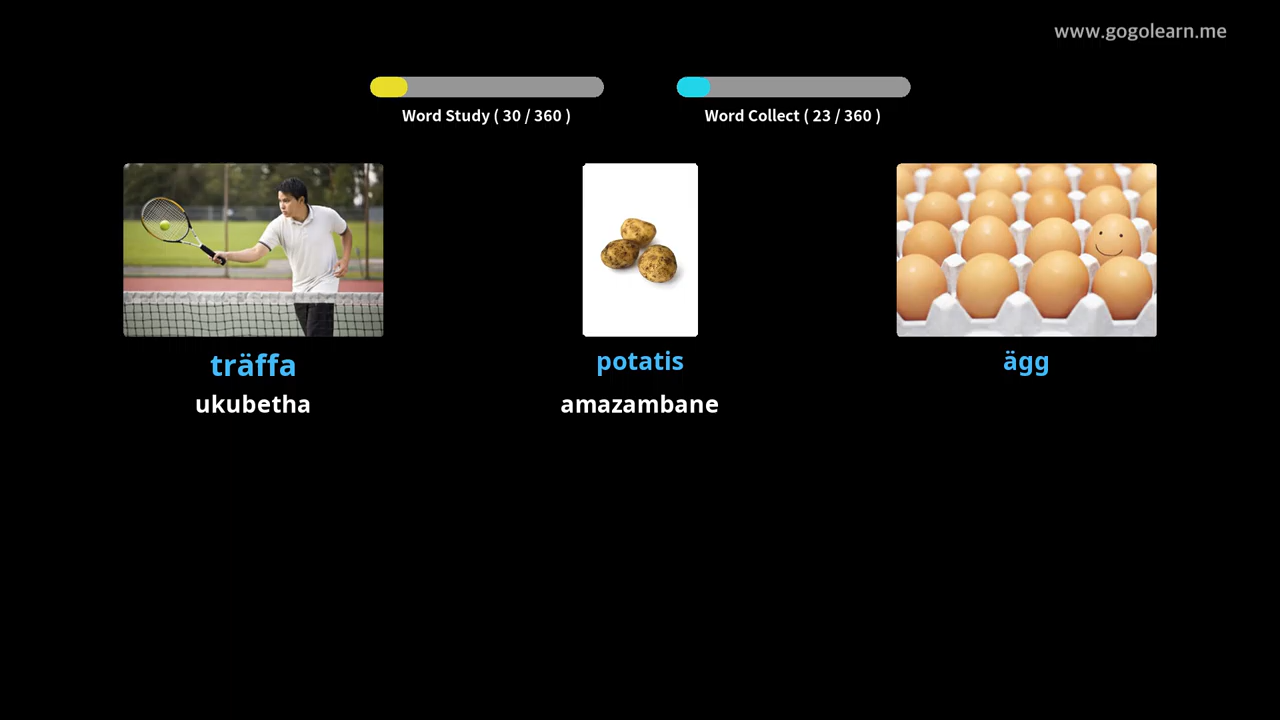 www.gogolearn.me
Word Study ( 30 / 360 )
Word Collect ( 23 / 360 )
träffa
potatis
ägg
ukubetha
amazambane